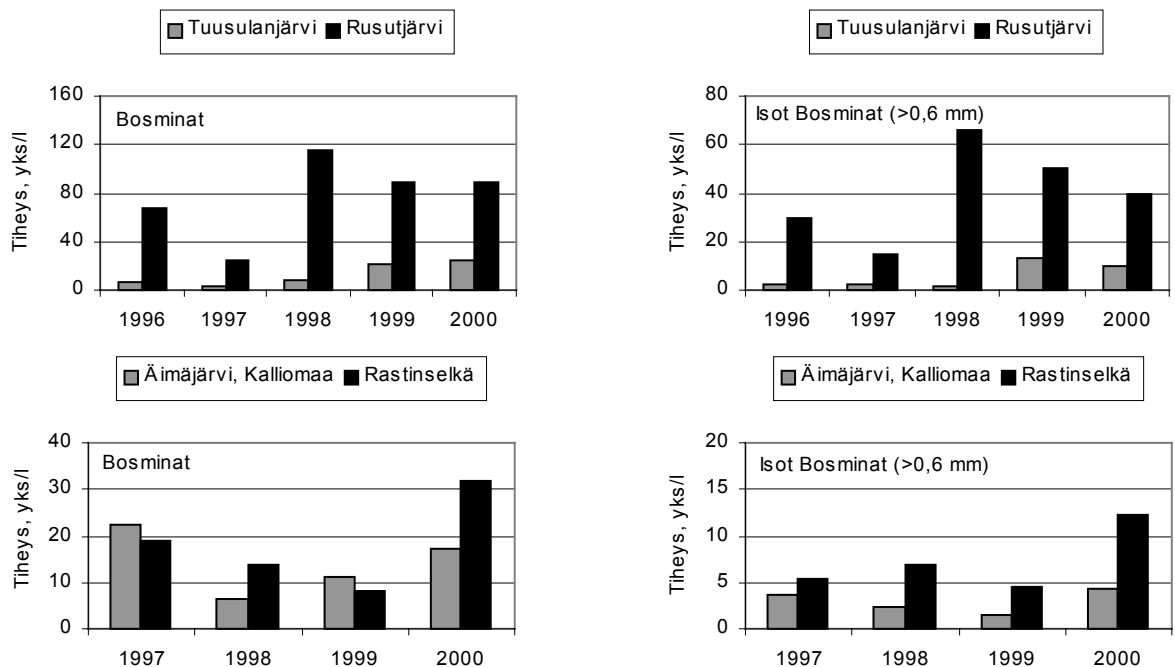 Tuusulanjärvi Rusutjärvi
160
120
80
40
0
Tiheys, yks/l
Bosminat
1996 1997 1998 1999 2000
Tuusulanjärvi Rusutjärvi
80
60
40
20
0
Tiheys, yks/l
Isot Bosminat (>0,6 mm)
1996 1997 1998 1999 2000
Äimäjärvi, Kalliomaa Rastinselkä
40
30
20
10
0
Tiheys, yks/l
Bosminat
1997 1998 1999 2000
Äimäjärvi, Kalliomaa Rastinselkä
20
15
10
5
0
Tiheys, yks/l
Isot Bosminat (>0,6 mm)
1997 1998 1999 2000